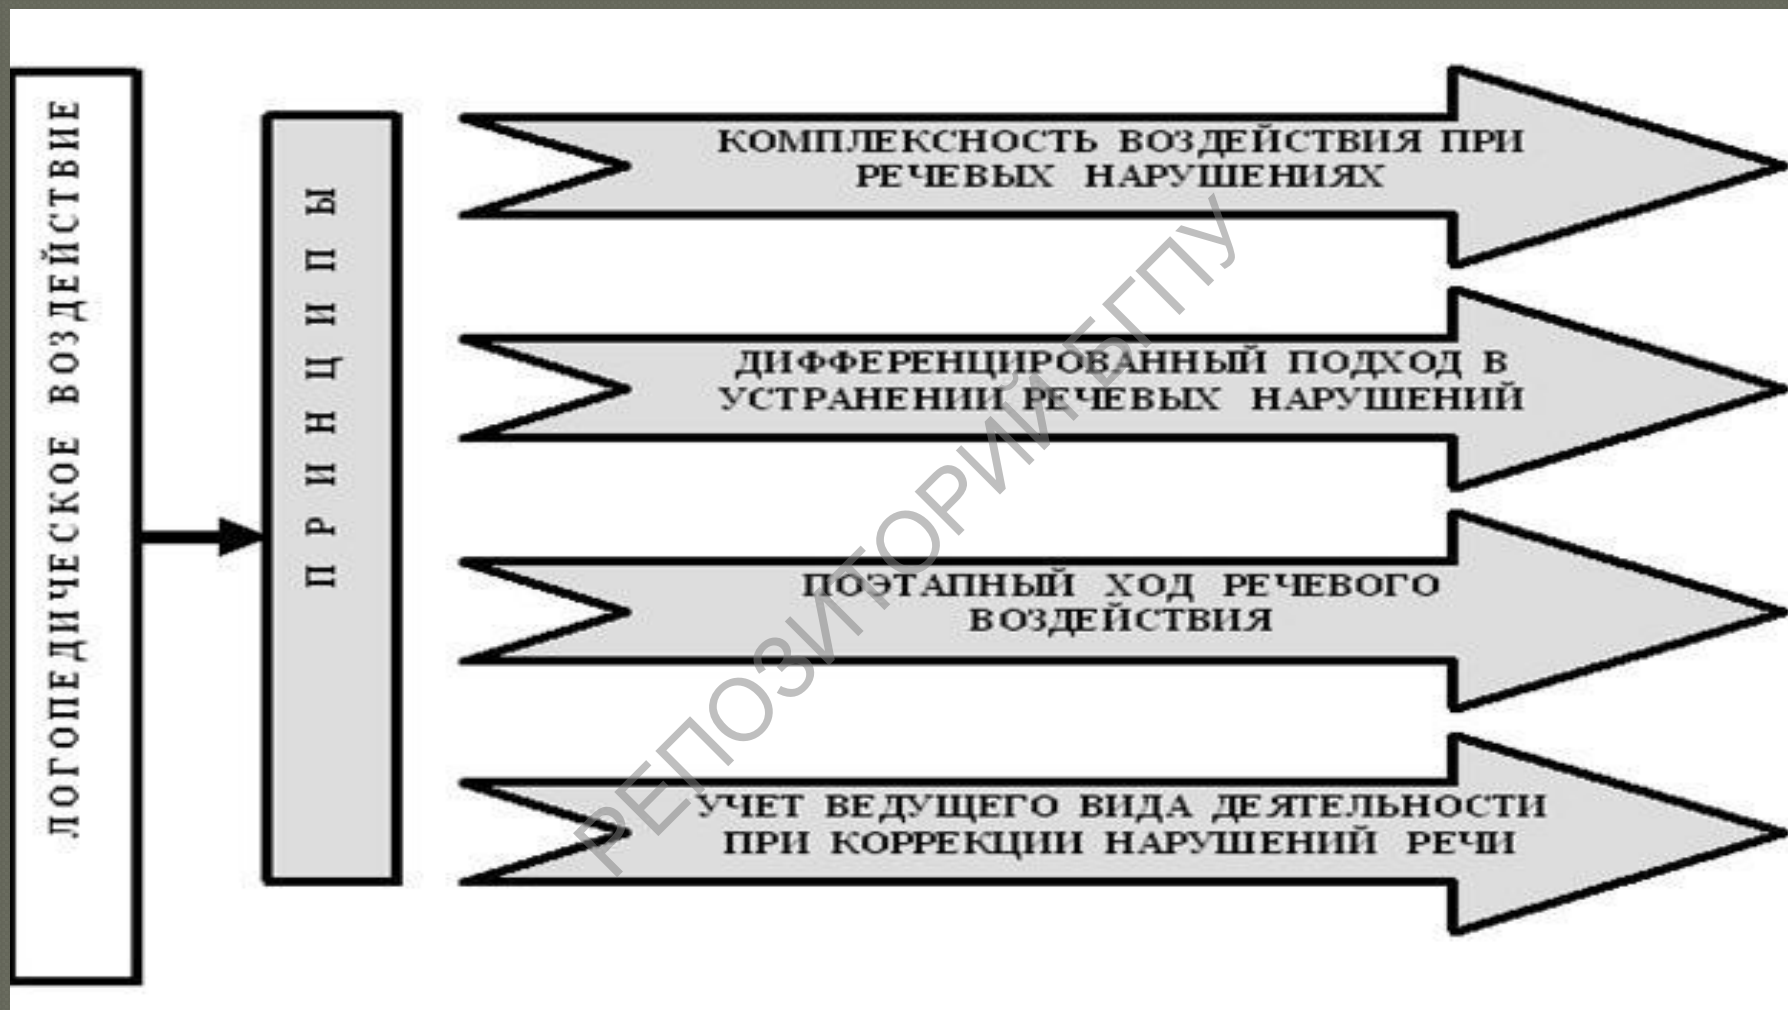 ЛОГОПЕДИЧЕСКОЕ ВОЗДЕЙСТВИЕ
ПРИНЦИПЫ
КОМПЛЕКСНОСТЬ ВОЗДЕЙСТВИЯ ПРИ
РЕЧЕВЫХ НАРУШЕНИЯХ
ДИФФЕРЕНЦИРОВАННЫЙ ПОДХОД В
УСТРАНЕНИИ РЕЧЕВЫХ НАРУШЕНИЙ
ПОЭТАПНЫЙ ХОД РЕЧЕВОГО
ВОЗДЕЙСТВИЯ
УЧЕТ ВЕДУЩЕГО ВИДА ДЕЯТЕЛЬНОСТИ
ПРИ КОРРЕКЦИИ НАРУШЕНИЙ РЕЧИ
РЕПОЗИТОРИЙ БГПУ